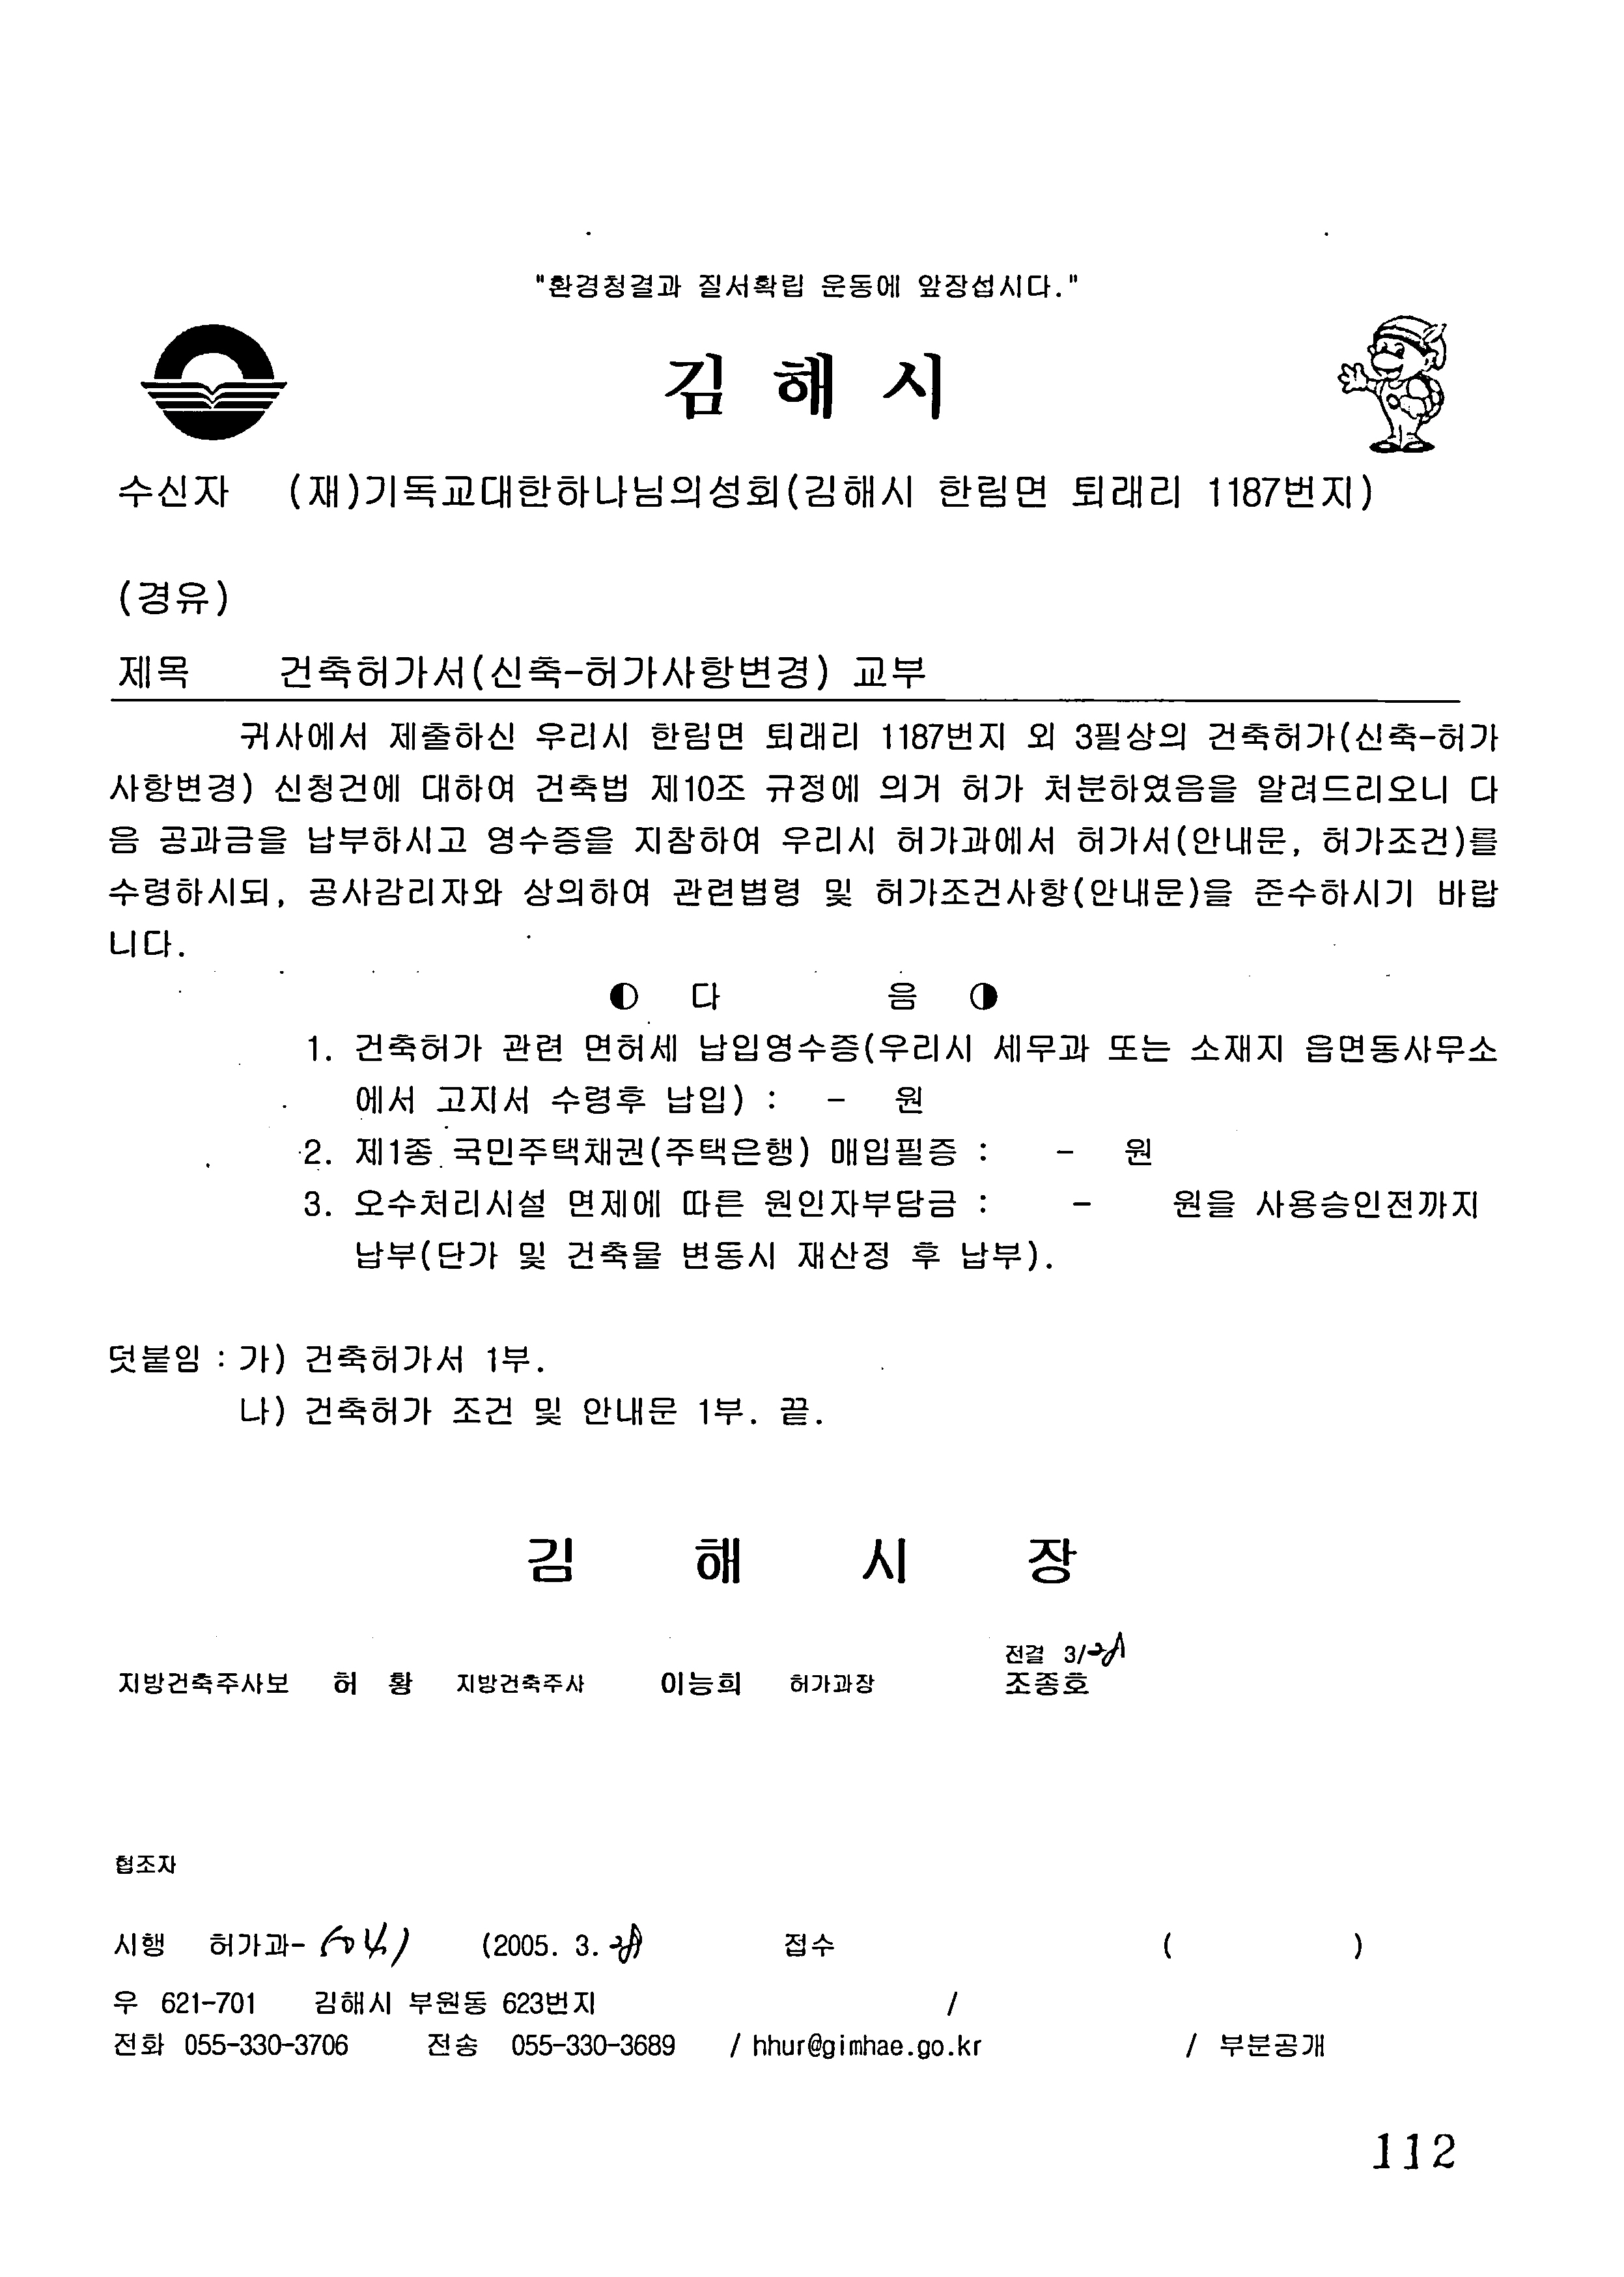 "환경청결과 질서확립 운동에 앞장섭시다."
김 해 시
수신자 (재)기독교대한하나님의성회(김해시 한림면 퇴래리 1187번지)
(경유)
제목 건축허가서(신축-허가사항변경) 교부
귀사에서 제출하신 우리시 한림면 퇴래리 1187번지 외 3필상의 건축허가(신축-허가
사항변경) 신청건에 대하여 건축법 제10조 규정에 의거 허가 처분하였음을 알려드리오니 다
음 공과금을 납부하시고 영수증을 지참하여 우리시 허가과에서 허가서(안내문, 허가조건)를
수령하시되, 공사감리자와 상의하여 관련법령 및 허가조건사항(안내문)을 준수하시기 바랍
니다.
◐ 다 음 ◑
1. 건축허가 관련 면허세 납입영수증(우리시 세무과 또는 소재지 읍면동사무소
에서 고지서 수령후 납입) : - 원
2. 제1종 국민주택채권(주택은행) 매입필증 : - 원
3. 오수처리시설 면제에 따른 원인자부담금 : - 원을 사용승인전까지
납부(단가 및 건축물 변동시 재산정 후 납부).
덧붙임 : 가) 건축허가서 1부.
나) 건축허가 조건 및 안내문 1부. 끝.
김 해 시 장
전결 3/
지방건축주사보 허 황 지방건축주사 이능희 허가과장 조종호
협조자
시행 허가과- (2005. 3. 접수 ( )
우 621-701 김해시 부원동 623번지 /
전화 055-330-3706 전송 055-330-3689 / hhur@gimhae.go.kr / 부분공개
112